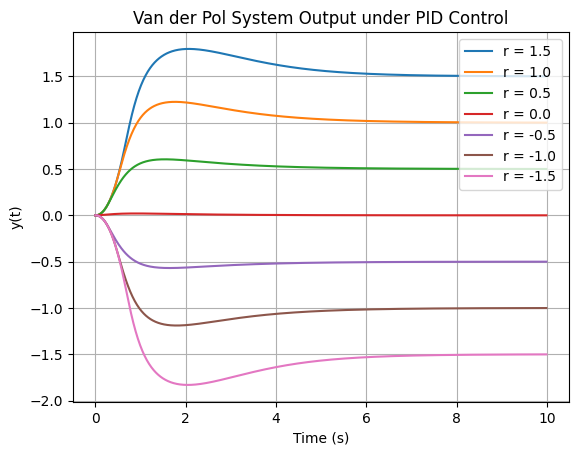 Van der Pol System Output under PID Control
r = 1.5
r = 1.0
r = 0.5
r = 0.0
r = -0.5
r = -1.0
r = -1.5
y(t)
1.5
1.0
0.5
0.0
−0.5
−1.0
−1.5
−2.0
0 2 4 6 8 10
Time (s)